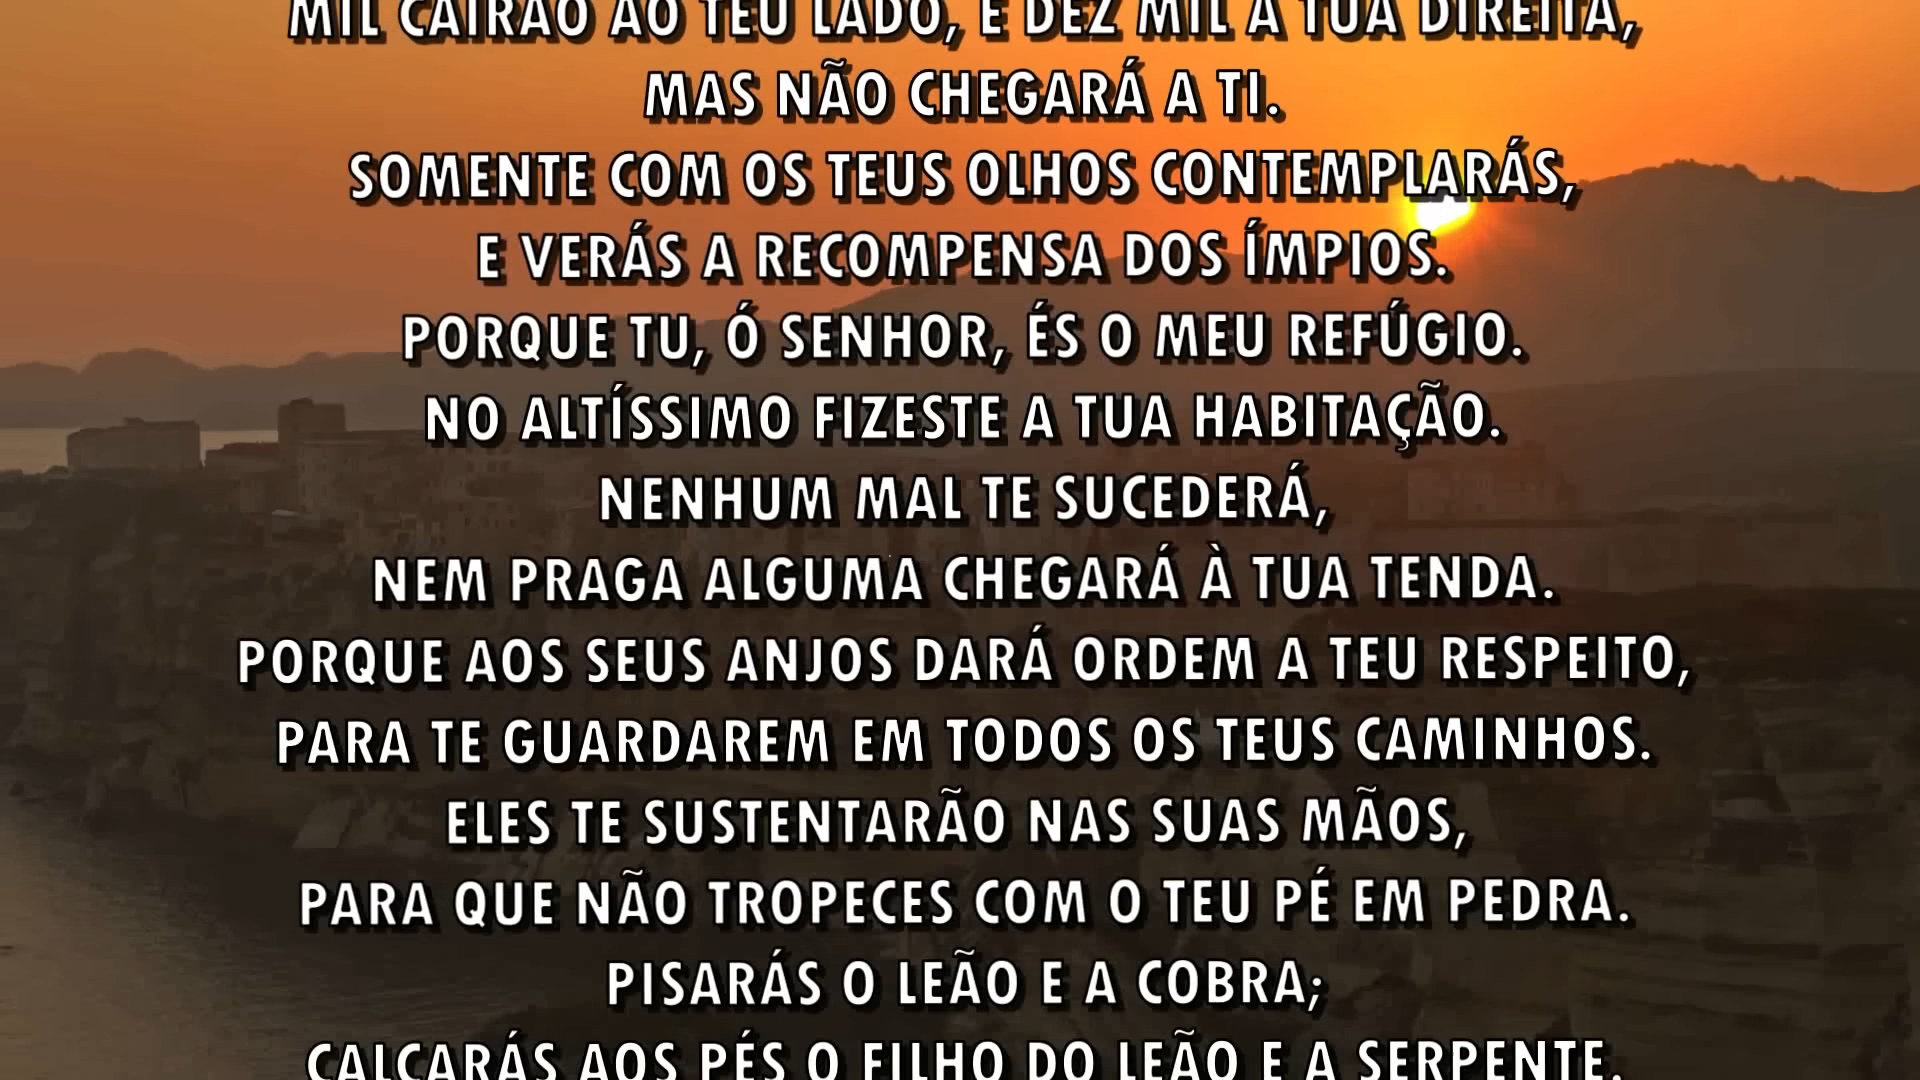 MIL CAIRÃO AO TEU LADO, E DEZ MIL À TUA DIREITA,
MAS NÃO CHEGARÁ A TI.
SOMENTE COM OS TEUS OLHOS CONTEMPLARÁS,
E VERÁS A RECOMPENSA DOS ÍMPIOS.
PORQUE TU, Ó SENHOR, ÉS O MEU REFÚGIO.
NO ALTÍSSIMO FIZESTE A TUA HABITAÇÃO.
NENHUM MAL TE SUCEDERÁ,
NEM PRAGA ALGUMA CHEGARÁ À TUA TENDA.
PORQUE AOS SEUS ANJOS DARÁ ORDEM A TEU RESPEITO,
PARA TE GUARDAREM EM TODOS OS TEUS CAMINHOS.
ELES TE SUSTENTARÃO NAS SUAS MÃOS,
PARA QUE NÃO TROPECES COM O TEU PÉ EM PEDRA.
PISARÁS O LEÃO E A COBRA;
CALCARÁS AOS PÉS O FILHO DO LEÃO E A SERPENTE.